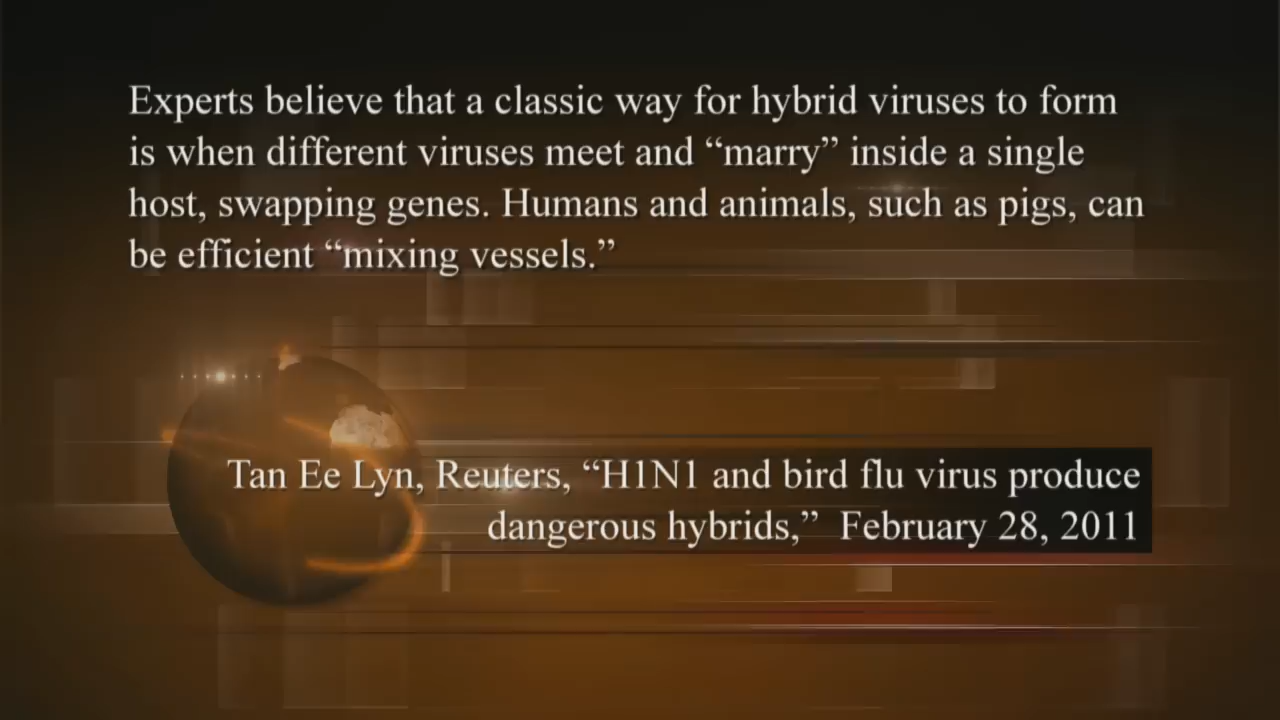 Experts believe that a classic way for hybrid viruses to form
is when different viruses meet and “marry” inside a single
host, swapping genes. Humans and animals, such as pigs, can
be efficient “mixing vessels.”
Tan Ee Lyn, Reuters, “H1N1 and bird flu virus produce
dangerous hybrids,” February 28, 2011